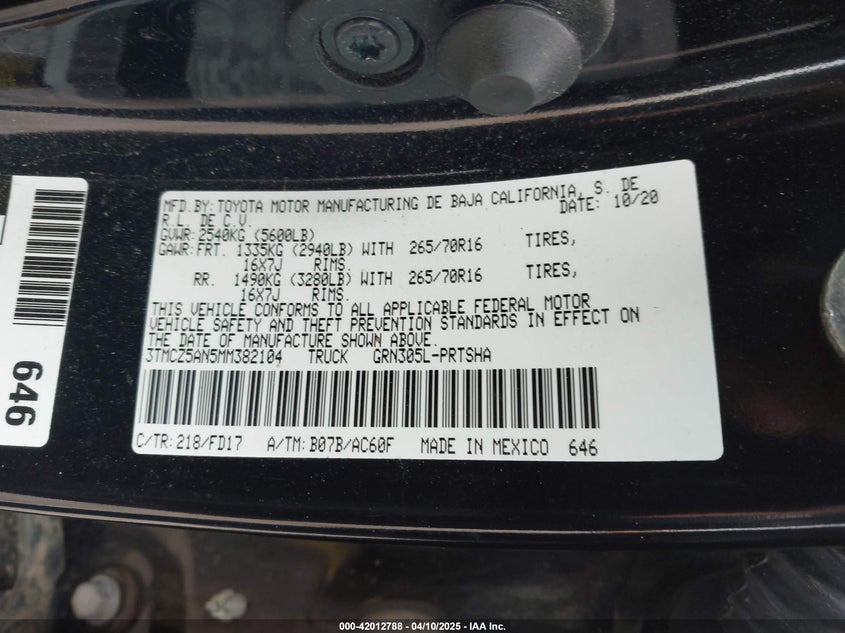 MFD.BY:TOYOTA MOTOR MANUFACTURING DE BAJA CALIFORNIA, S. DE
R.L. DE C.V. DATE: 10/20
GVWR:2540KG (5600LB)
GAWR:FRT. 1335KG (2940LB) WITH 265/70R16 TIRES,
16X7J RIMS.
RR. 1490KG (3280LB) WITH 265/70R16 TIRES,
16X7J RIMS.
THIS VEHICLE CONFORMS TO ALL APPLICABLE FEDERAL MOTOR
VEHICLE SAFETY AND THEFT PREVENTION STANDARDS IN EFFECT ON
THE DATE OF MANUFACTURE SHOWN ABOVE.
3TMCZ5AN5MM382104 TRUCK GRN305L-PRTSHA
C/TR:218/FD17 A/TM:B07B/AC60F MADE IN MEXICO 646
646
000-42012788 - 04/10/2025 - IAA Inc.